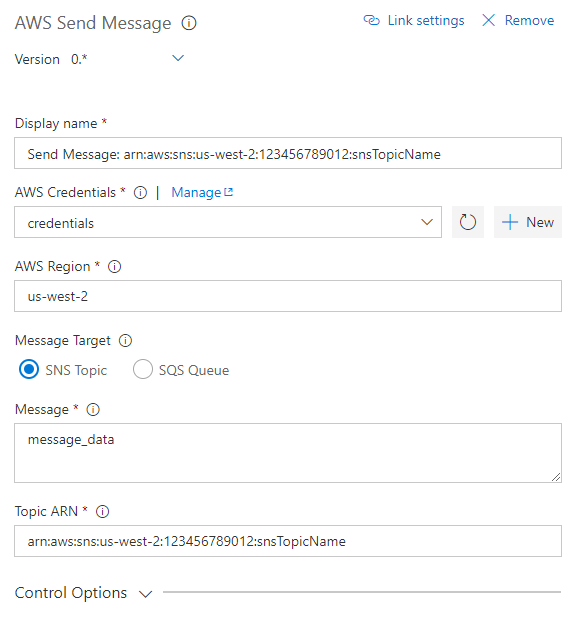 AWS Send Message Link settings Remove
Version 0.*
Display name *
Send Message: arn:aws:sns:us-west-2:123456789012:snsTopicName
AWS Credentials * | Manage
credentials New
AWS Region *
us-west-2
Message Target
SNS Topic SQS Queue
Message *
message_data
Topic ARN *
arn:aws:sns:us-west-2:123456789012:snsTopicName
Control Options